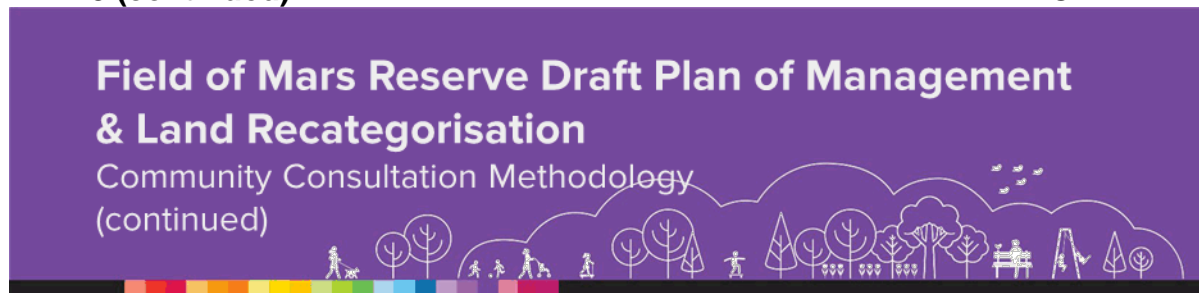 Field of Mars Reserve Draft Plan of Management
& Land Recategorisation
Community Consultation Methodology
(continued)